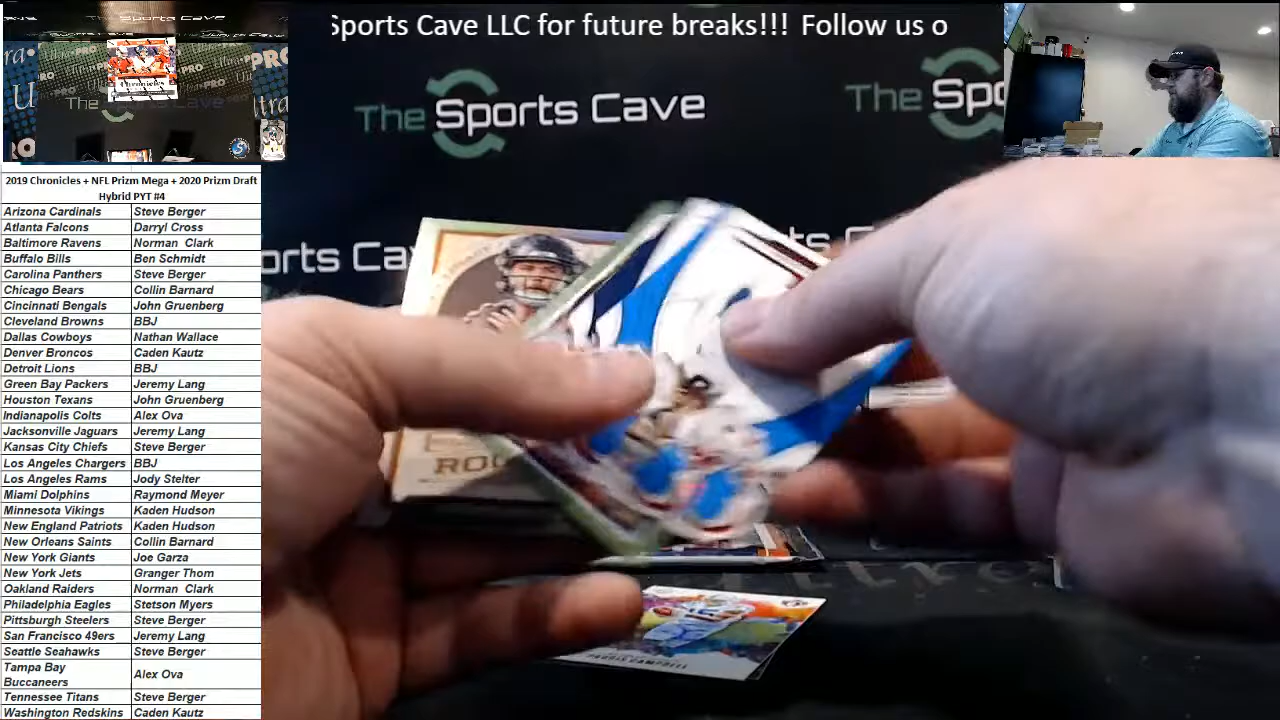 Sports Cave LLC for future breaks!!! Follow us o
The Sports Cave
The Spo
orts Ca
Chronicles
2019 Chronicles + NFL Prizm Mega + 2020 Prizm Draft
Hybrid PYT #4
Arizona Cardinals Steve Berger
Atlanta Falcons Darryl Cross
Baltimore Ravens Norman Clark
Buffalo Bills Ben Schmidt
Carolina Panthers Steve Berger
Chicago Bears Collin Barnard
Cincinnati Bengals John Gruenberg
Cleveland Browns BBJ
Dallas Cowboys Nathan Wallace
Denver Broncos Caden Kautz
Detroit Lions BBJ
Green Bay Packers Jeremy Lang
Houston Texans John Gruenberg
Indianapolis Colts Alex Ova
Jacksonville Jaguars Jeremy Lang
Kansas City Chiefs Steve Berger
Los Angeles Chargers BBJ
Los Angeles Rams Jody Stelter
Miami Dolphins Raymond Meyer
Minnesota Vikings Kaden Hudson
New England Patriots Kaden Hudson
New Orleans Saints Collin Barnard
New York Giants Joe Garza
New York Jets Granger Thom
Oakland Raiders Norman Clark
Philadelphia Eagles Stetson Myers
Pittsburgh Steelers Steve Berger
San Francisco 49ers Jeremy Lang
Seattle Seahawks Steve Berger
Tampa Bay
Buccaneers Alex Ova
Tennessee Titans Steve Berger
Washington Redskins Caden Kautz
ROO
PARRIS CAMPBELL